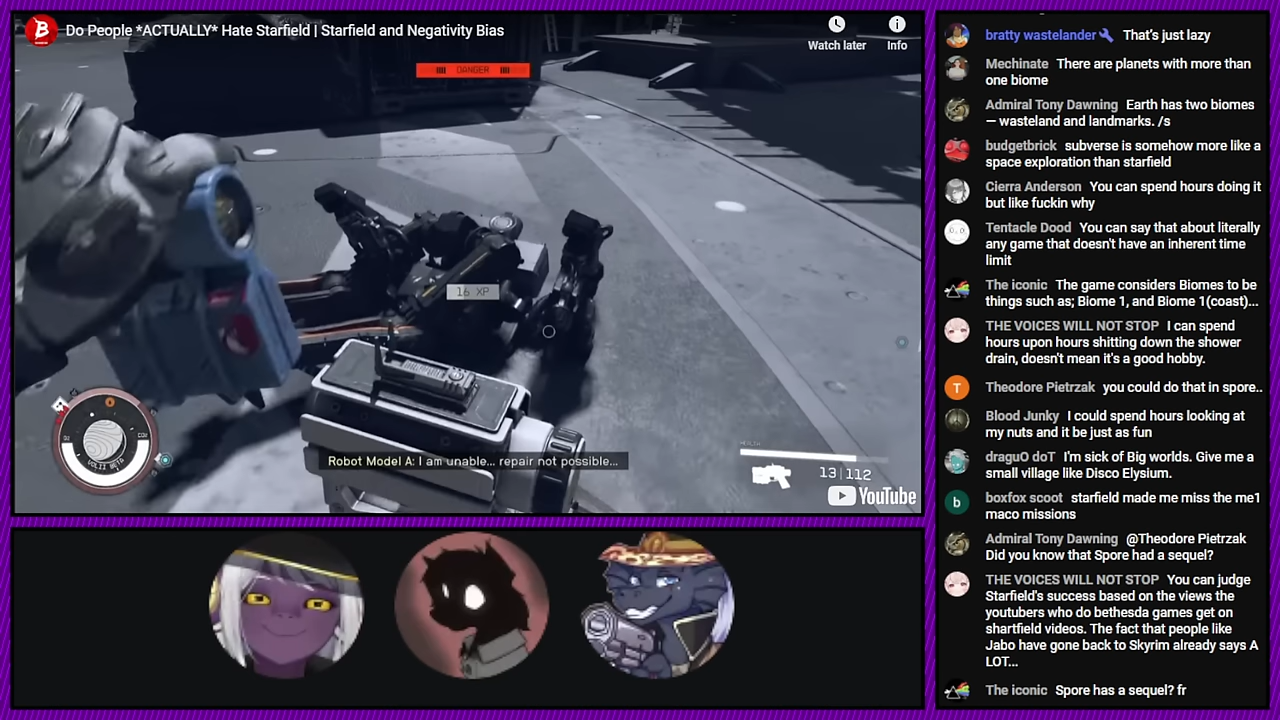 Do People *ACTUALLY* Hate Starfield | Starfield and Negativity Bias
Watch later
Info
DANGER
16 XP
Robot Model A: I am unable... repair not possible...
HEALTH
13|112
YouTube
bratty wastelander That's just lazy
Mechinate There are planets with more than
one biome
Admiral Tony Dawning Earth has two biomes
— wasteland and landmarks. /s
budgetbrick subverse is somehow more like a
space exploration than starfield
Cierra Anderson You can spend hours doing it
but like fuckin why
Tentacle Dood You can say that about literally
any game that doesn't have an inherent time
limit
The iconic The game considers Biomes to be
things such as; Biome 1, and Biome 1(coast)...
THE VOICES WILL NOT STOP I can spend
hours upon hours shitting down the shower
drain, doesn't mean it's a good hobby.
T
Theodore Pietrzak you could do that in spore..
Blood Junky I could spend hours looking at
my nuts and it be just as fun
draguO doT I'm sick of Big worlds. Give me a
small village like Disco Elysium.
b
boxfox scoot starfield made me miss the me1
maco missions
Admiral Tony Dawning @Theodore Pietrzak
Did you know that Spore had a sequel?
THE VOICES WILL NOT STOP You can judge
Starfield's success based on the views the
youtubers who do bethesda games get on
shartfield videos. The fact that people like
Jabo have gone back to Skyrim already says A
LOT...
The iconic Spore has a sequel? fr